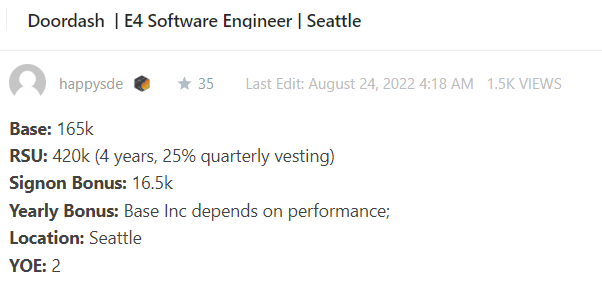 Doordash | E4 Software Engineer | Seattle
happysde 35 Last Edit: August 24, 2022 4:18 AM 1.5K VIEWS
Base: 165k
RSU: 420k (4 years, 25% quarterly vesting)
Signon Bonus: 16.5k
Yearly Bonus: Base Inc depends on performance;
Location: Seattle
YOE: 2